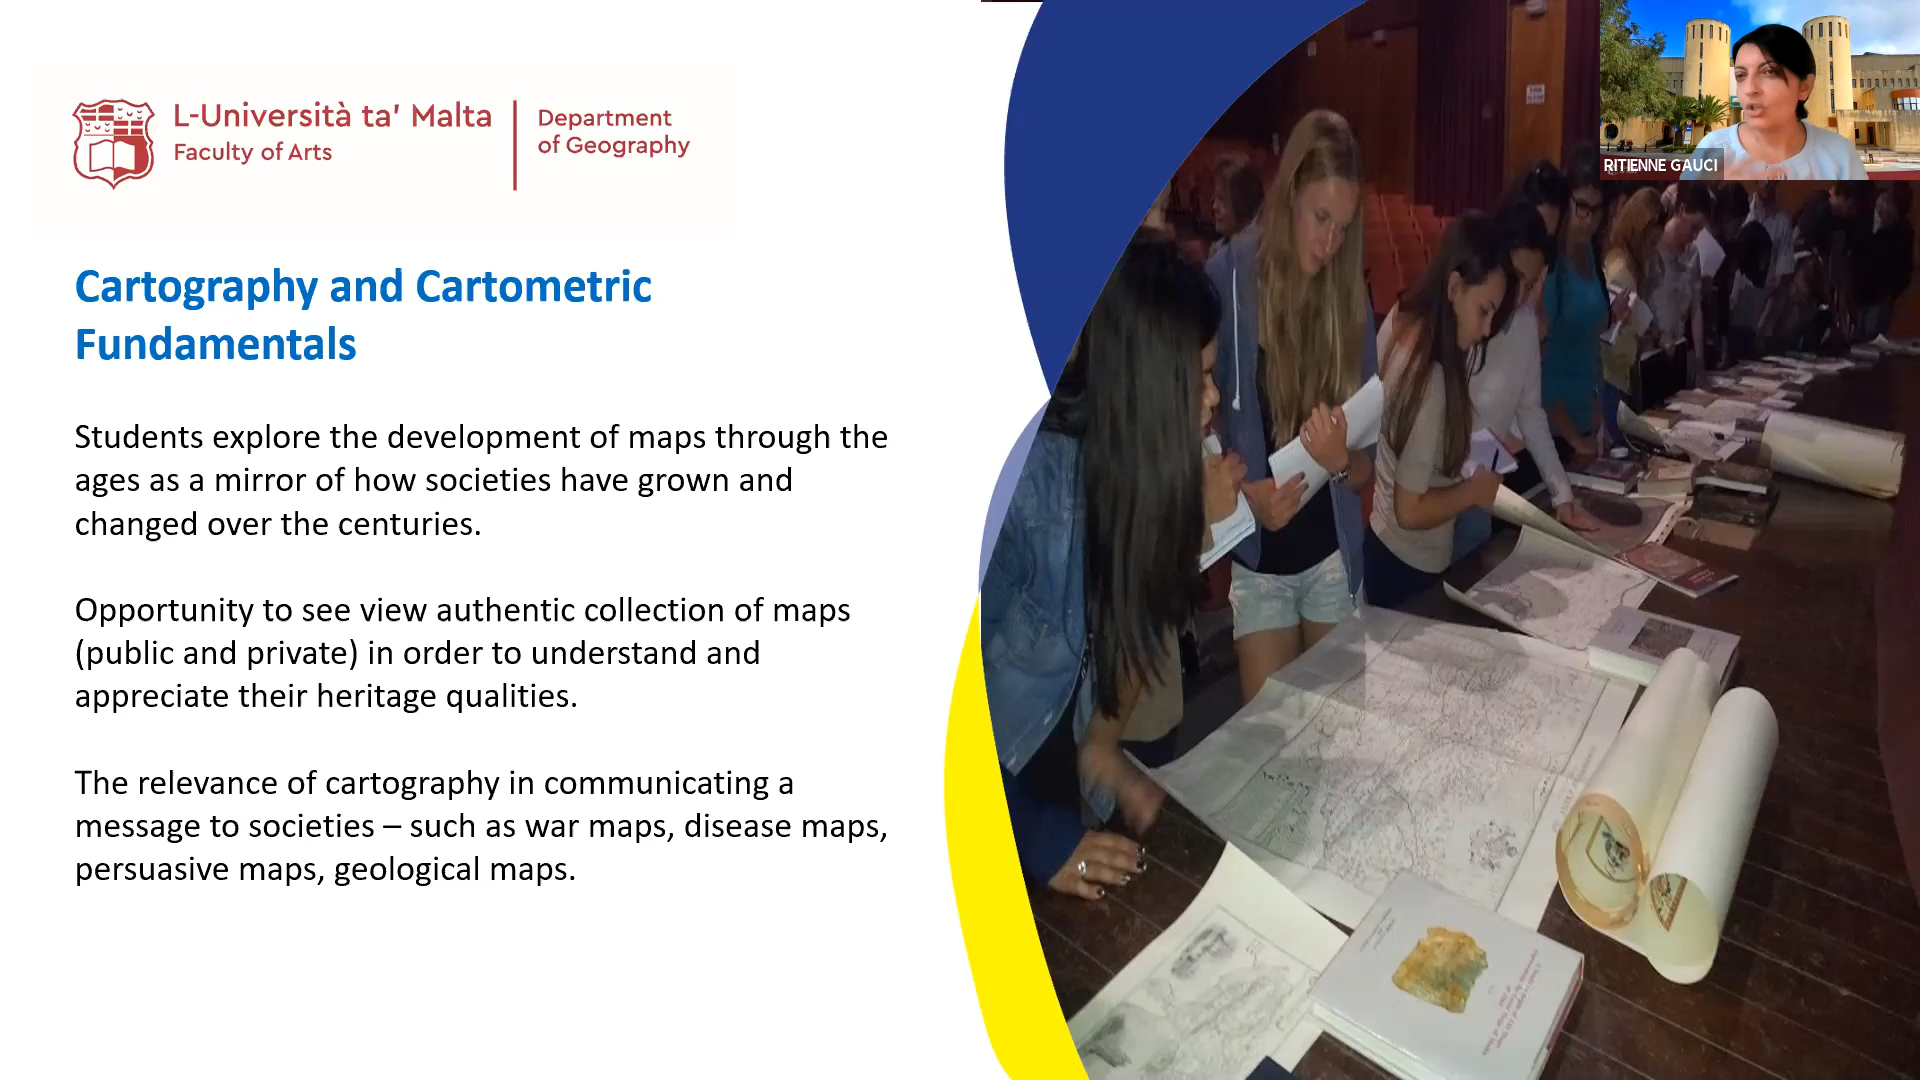 L-Università ta' Malta
Faculty of Arts
Department
of Geography
RITIENNE GAUCI
Cartography and Cartometric
Fundamentals
Students explore the development of maps through the
ages as a mirror of how societies have grown and
changed over the centuries.
Opportunity to see view authentic collection of maps
(public and private) in order to understand and
appreciate their heritage qualities.
The relevance of cartography in communicating a
message to societies – such as war maps, disease maps,
persuasive maps, geological maps.